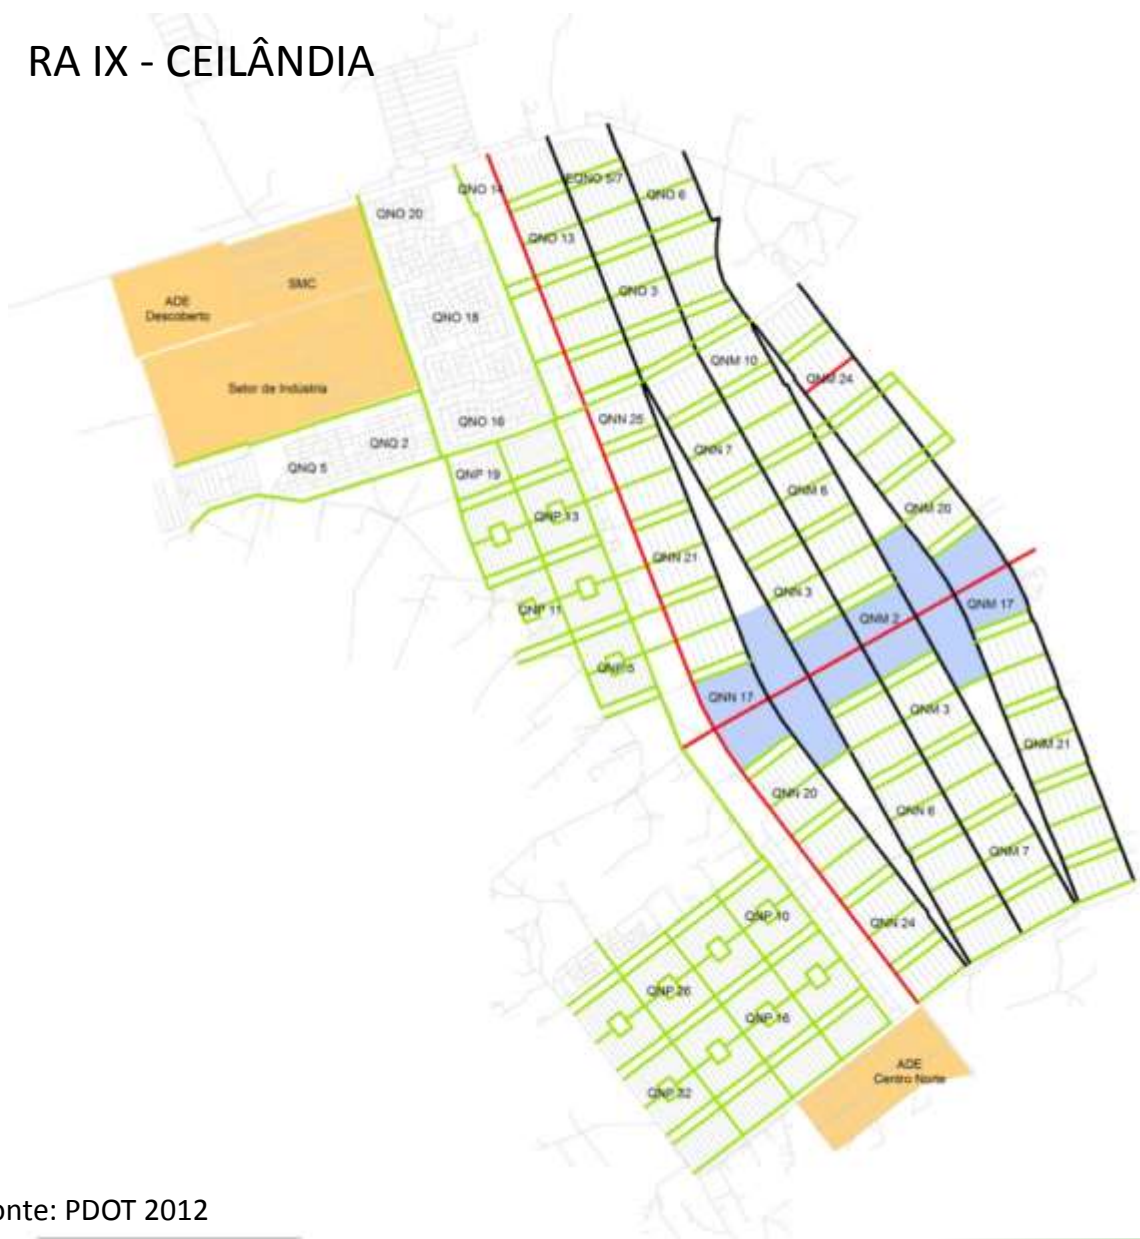 RA IX - CEILÂNDIA
QNO 14
EQNO 5/7
QNO 6
QNO 20
QNO 13
SMC
ADE
Descoberto
QNO 3
QNO 18
QNM 10
QNM 24
Setor de Indústria
QNO 16
QNN 25
QNQ 2
QNN 7
QNQ 5
QNP 19
QNM 6
QNP 13
QNM 20
QNN 21
QNN 3
QNM 17
QNP 11
QNM 2
QNP 5
QNN 17
QNM 3
QNM 21
QNN 20
QNN 6
QNM 7
QNP 10
QNN 24
QNP 26
QNP 16
ADE
Centro Norte
QNP 32
onte: PDOT 2012